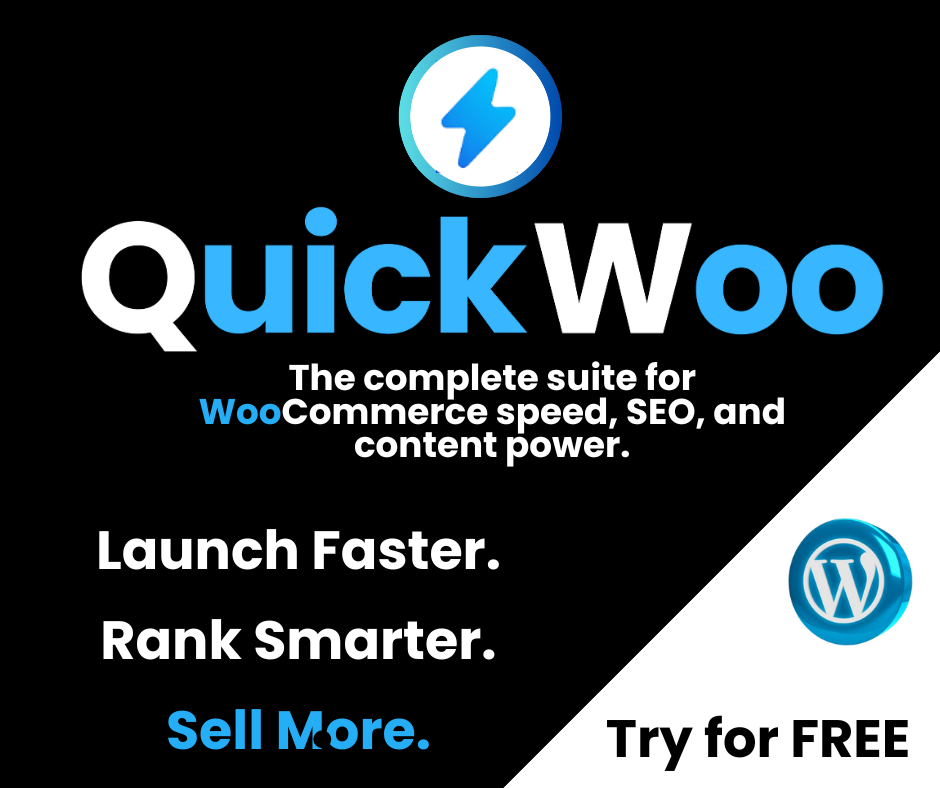 QuickWoo
The complete suite for
WooCommerce speed, SEO, and
content power.
Launch Faster.
Rank Smarter.
Sell More.
W
Try for FREE